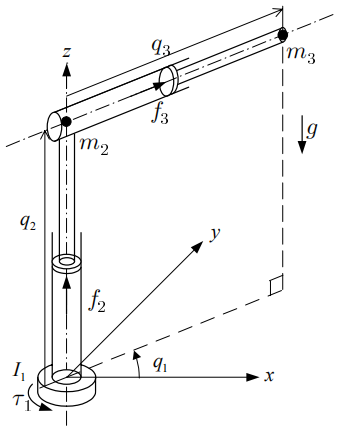 q₃
z
m₃
f₃
m₂
g
q₂
y
f₂
I₁
q₁
x
τ₁